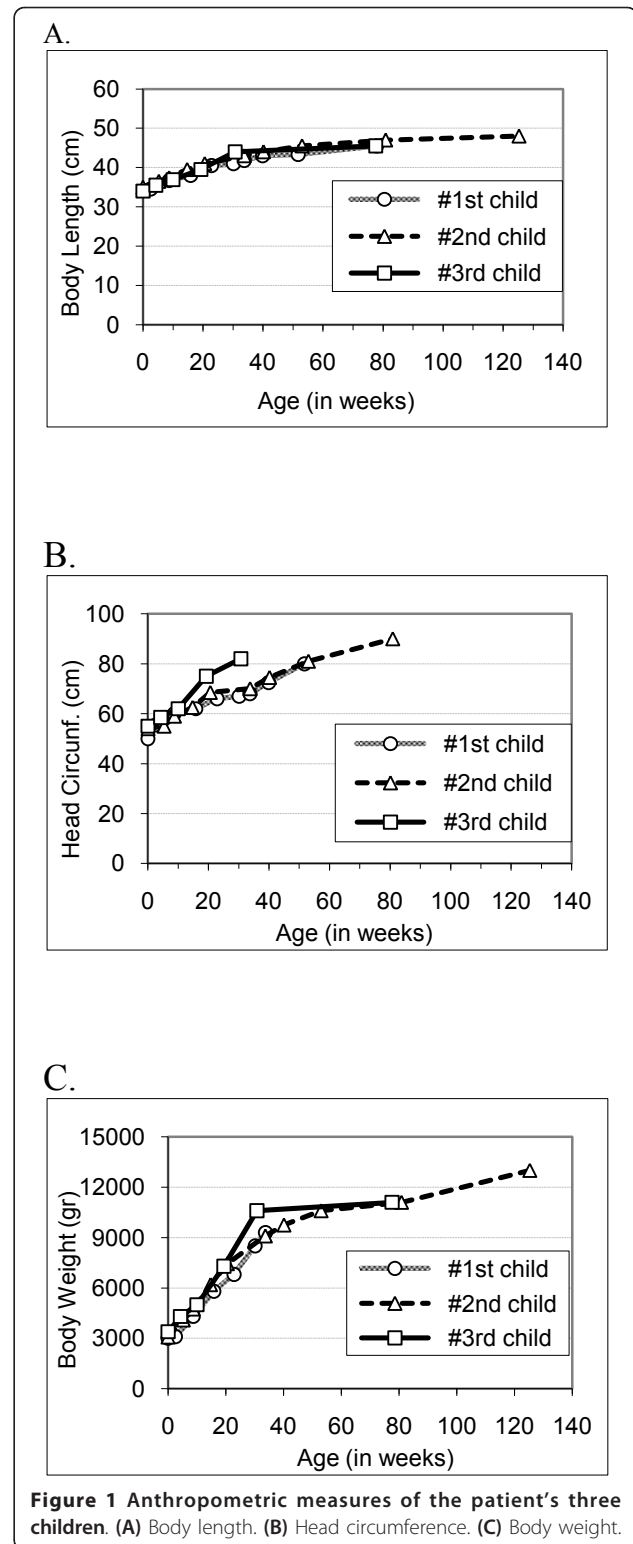 A.
60
50
40
30
20
10
0
Body Length (cm)
#1st child
#2nd child
#3rd child
0 20 40 60 80 100 120 140
Age (in weeks)
B.
100
80
60
40
20
0
Head Circunf. (cm)
#1st child
#2nd child
#3rd child
0 20 40 60 80 100 120 140
Age (in weeks)
C.
15000
12000
9000
6000
3000
0
Body Weight (gr)
#1st child
#2nd child
#3rd child
0 20 40 60 80 100 120 140
Age (in weeks)
Figure 1 Anthropometric measures of the patient's three
children. (A) Body length. (B) Head circumference. (C) Body weight.